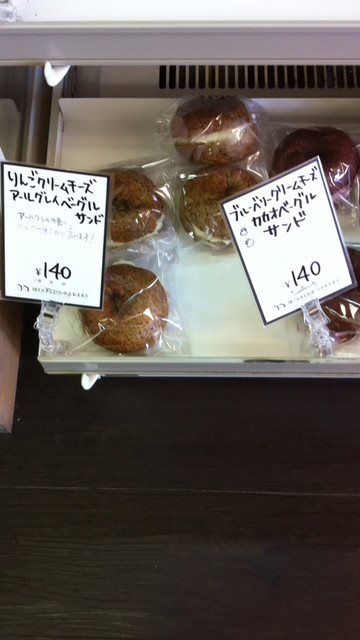 りんごクリームチーズ
アールグレイベーグル
サンド
¥140
ブルーベリークリームチーズ
カカオベーグル
サンド
¥140